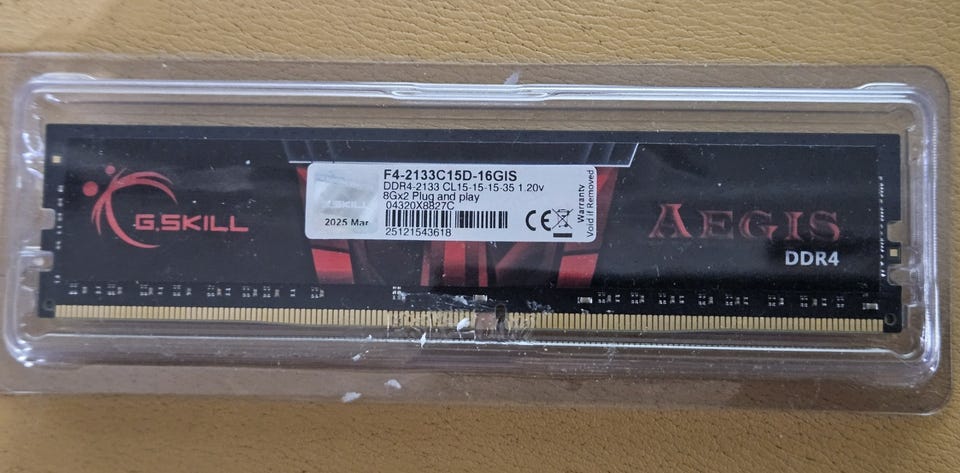 G.SKILL
F4-2133C15D-16GIS
DDR4-2133 CL15-15-15-35 1.20v
8Gx2 Plug and play
04320X8827C
G.SKILL
2025 Mar
25121543618
CE
Warranty
Void if Removed
AEGIS
DDR4